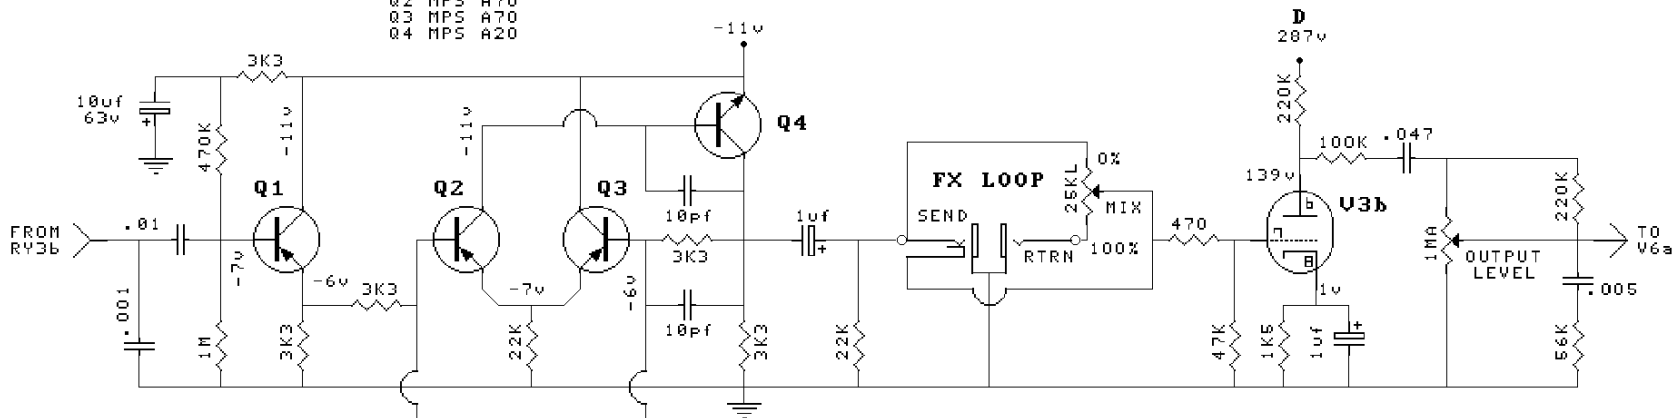 Q2 MPS A70
Q3 MPS A70
Q4 MPS A20
-11v
D
287v
3K3
220K
10uf
63v
470K
-11v
-11v
Q4
.047
100K
0%
FX LOOP
25KL
139v
V3b
Q1
Q2
Q3
10pf
MIX
220K
SEND
1uf
470
FROM
RY3b
.01
3K3
RTRN
100%
1MA
OUTPUT
LEVEL
TO
V6a
-7v
-6v
-7v
-6v
1v
3K3
.005
.001
10pf
1M
3K3
22K
3K3
22K
47K
1K5
1uf
56K